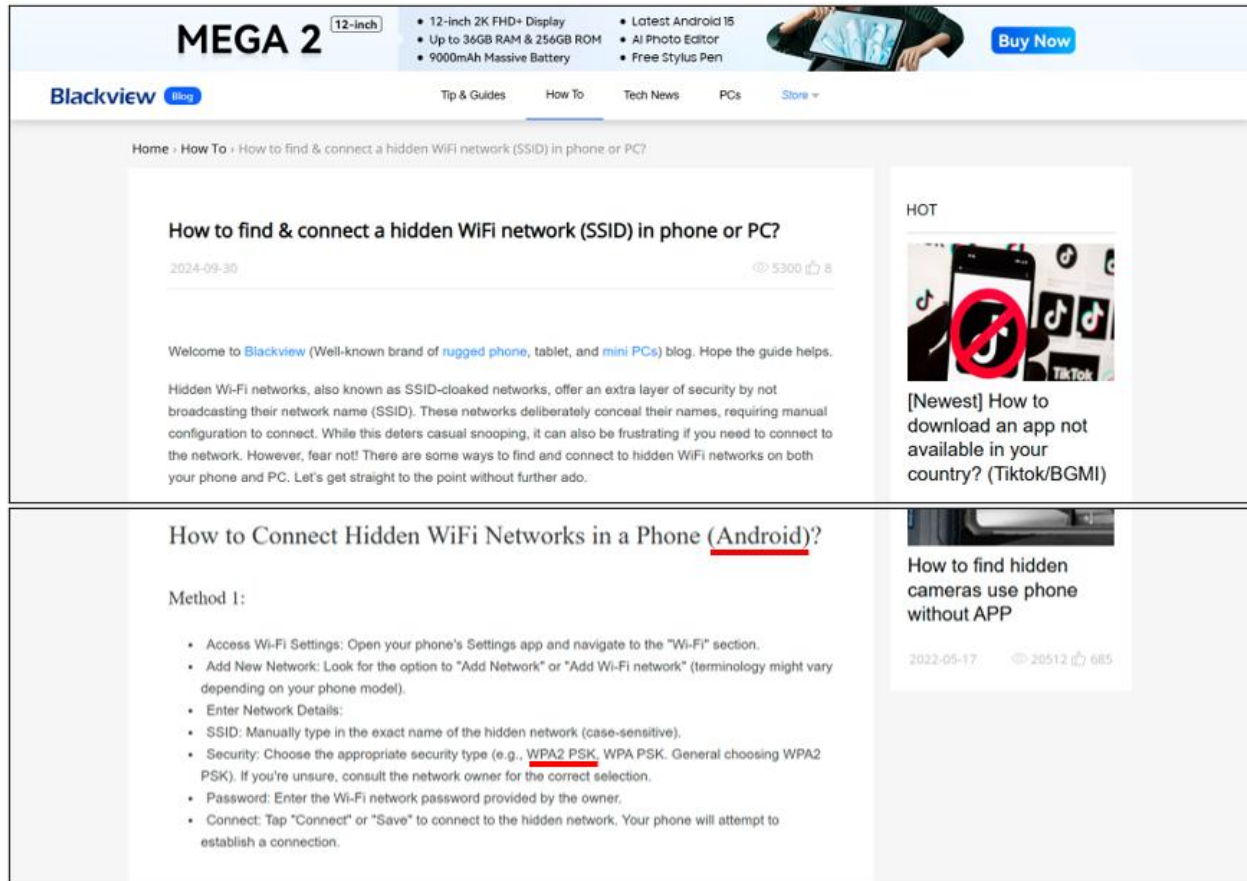 MEGA 2 12-inch
• 12-inch 2K FHD+ Display
• Up to 36GB RAM & 256GB ROM
• 9000mAh Massive Battery
• Latest Android 15
• AI Photo Editor
• Free Stylus Pen
Buy Now
Blackview Blog
Tip & Guides How To Tech News PCs Store
Home › How To › How to find & connect a hidden WiFi network (SSID) in phone or PC?
How to find & connect a hidden WiFi network (SSID) in phone or PC?
2024-09-30 5300 8
Welcome to Blackview (Well-known brand of rugged phone, tablet, and mini PCs) blog. Hope the guide helps.
Hidden Wi-Fi networks, also known as SSID-cloaked networks, offer an extra layer of security by not
broadcasting their network name (SSID). These networks deliberately conceal their names, requiring manual
configuration to connect. While this deters casual snooping, it can also be frustrating if you need to connect to
the network. However, fear not! There are some ways to find and connect to hidden WiFi networks on both
your phone and PC. Let's get straight to the point without further ado.
HOT
TikTok
[Newest] How to
download an app not
available in your
country? (Tiktok/BGMI)
How to Connect Hidden WiFi Networks in a Phone (Android)?
Method 1:
• Access Wi-Fi Settings: Open your phone's Settings app and navigate to the "Wi-Fi" section.
• Add New Network: Look for the option to "Add Network" or "Add Wi-Fi network" (terminology might vary
depending on your phone model).
• Enter Network Details:
• SSID: Manually type in the exact name of the hidden network (case-sensitive).
• Security: Choose the appropriate security type (e.g., WPA2 PSK, WPA PSK. General choosing WPA2
PSK). If you're unsure, consult the network owner for the correct selection.
• Password: Enter the Wi-Fi network password provided by the owner.
• Connect: Tap "Connect" or "Save" to connect to the hidden network. Your phone will attempt to
establish a connection.
How to find hidden
cameras use phone
without APP
2022-05-17 20512 685